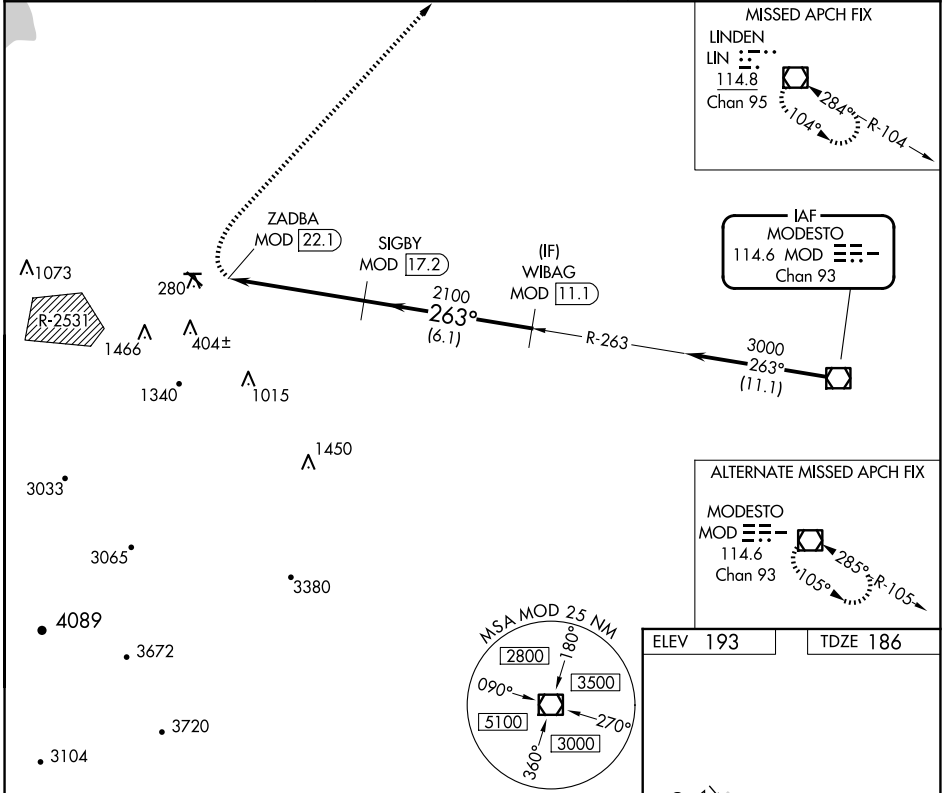 MISSED APCH FIX
LINDEN
LIN
114.8
Chan 95
284°
R-104
104°
ZADBA
MOD 22.1
SIGBY
MOD 17.2
(IF)
WIBAG
MOD 11.1
IAF
MODESTO
114.6 MOD
Chan 93
1073
280
R-2531
1466
404±
2100
263°
(6.1)
R-263
3000
263°
(11.1)
1340
1015
1450
3033
3065
3380
4089
3672
3720
3104
ALTERNATE MISSED APCH FIX
MODESTO
MOD
114.6
Chan 93
285°
R-105
105°
MSA MOD 25 NM
2800
180°
090°
3500
5100
270°
3000
360°
ELEV 193
TDZE 186